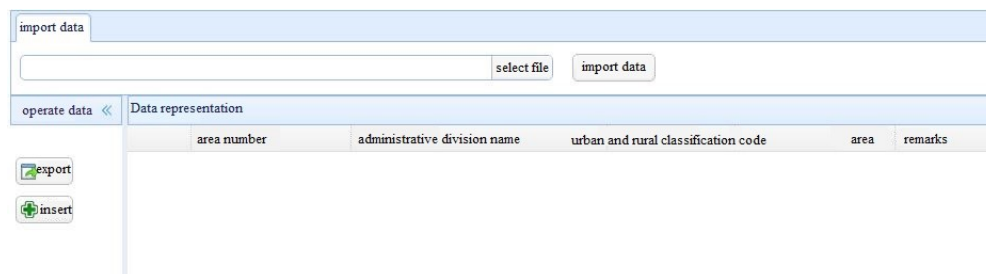 import data
select file import data
operate data Data representation
area number administrative division name urban and rural classification code area remarks
export
insert